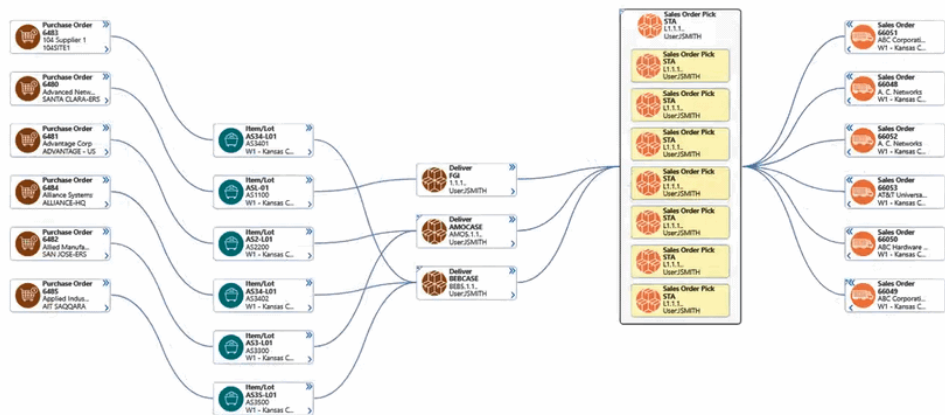 Purchase Order
6483
104 Supplier 1
104SITE1
Purchase Order
6480
Advanced Netw...
SANTA CLARA-ERS
Purchase Order
6481
Advantage Corp
ADVANTAGE - US
Purchase Order
6484
Alliance Systems
ALLIANCE-HQ
Purchase Order
6482
Allied Manufa...
SAN JOSE-ERS
Purchase Order
6485
Applied Indus...
AIT SAQQARA
Item/Lot
AS34-L01
AS3401
W1 - Kansas C...
Item/Lot
ASL-01
AS1100
W1 - Kansas C...
Item/Lot
AS2-L01
AS2200
W1 - Kansas C...
Item/Lot
AS34-L01
AS3402
W1 - Kansas C...
Item/Lot
AS3-L01
AS3300
W1 - Kansas C...
Item/Lot
AS35-L01
AS3500
W1 - Kansas C...
Deliver
FGI
1.1.1..
User:JSMITH
Deliver
AMOCASE
AMOS.1.1..
User:JSMITH
Deliver
BEBCASE
BEBS.1.1..
User:JSMITH
Sales Order Pick
STA
L1.1.1..
User:JSMITH
Sales Order Pick
STA
L1.1.1..
User:JSMITH
Sales Order Pick
STA
L1.1.1..
User:JSMITH
Sales Order Pick
STA
L1.1.1..
User:JSMITH
Sales Order Pick
STA
L1.1.1..
User:JSMITH
Sales Order Pick
STA
L1.1.1..
User:JSMITH
Sales Order Pick
STA
L1.1.1..
User:JSMITH
Sales Order Pick
STA
L1.1.1..
User:JSMITH
Sales Order
66051
ABC Corporati...
W1 - Kansas C...
Sales Order
66048
A. C. Networks
W1 - Kansas C...
Sales Order
66052
A. C. Networks
W1 - Kansas C...
Sales Order
66053
AT&T Universa...
W1 - Kansas C...
Sales Order
66050
ABC Hardware ...
W1 - Kansas C...
Sales Order
66049
ABC Corporati...
W1 - Kansas C...